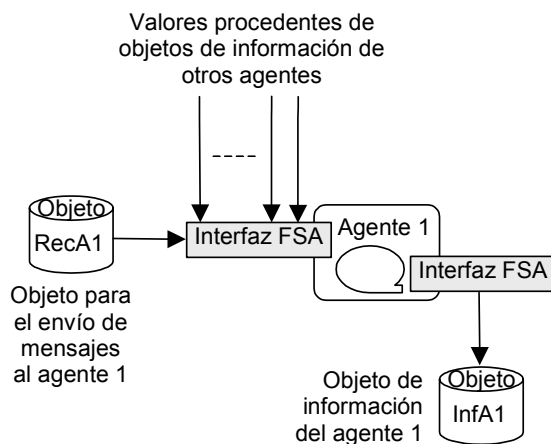 Valores procedentes de
objetos de información de
otros agentes
Objeto
RecA1
Interfaz FSA
Agente 1
Interfaz FSA
Objeto para
el envío de
mensajes
al agente 1
Objeto de
información
del agente 1
Objeto
InfA1